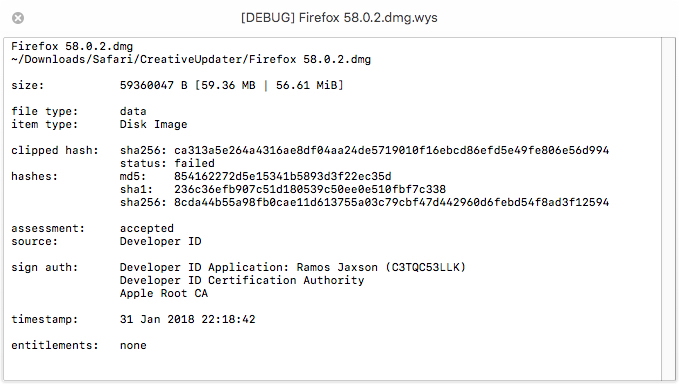 [DEBUG] Firefox 58.0.2.dmg.wys
Firefox 58.0.2.dmg
~/Downloads/Safari/CreativeUpdater/Firefox 58.0.2.dmg
size: 59360047 B [59.36 MB | 56.61 MiB]
file type: data
item type: Disk Image
clipped hash: sha256: ca313a5e264a4316ae8df04aa24de5719010f16ebcd86efd5e49fe806e56d994
status: failed
hashes: md5: 854162272d5e15341b5893d3f22ec35d
sha1: 236c36efb907c51d180539c50ee0e510fbf7c338
sha256: 8cda44b55a98fb0cae11d613755a03c79cbf47d442960d6febd54f8ad3f12594
assessment: accepted
source: Developer ID
sign auth: Developer ID Application: Ramos Jaxson (C3TQC53LLK)
Developer ID Certification Authority
Apple Root CA
timestamp: 31 Jan 2018 22:18:42
entitlements: none